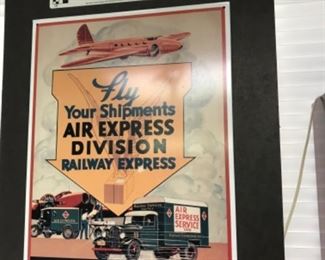 Fly
Your Shipments
AIR EXPRESS
DIVISION
RAILWAY EXPRESS
AIR
EXPRESS
SERVICE